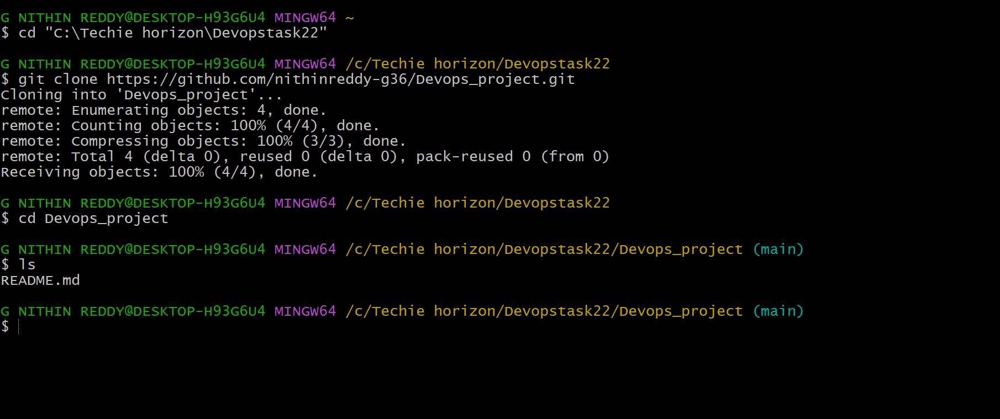 G NITHIN REDDY@DESKTOP-H93G6U4 MINGW64 ~
$ cd "C:\Techie horizon\Devopstask22"
G NITHIN REDDY@DESKTOP-H93G6U4 MINGW64 /c/Techie horizon/Devopstask22
$ git clone https://github.com/nithinreddy-g36/Devops_project.git
Cloning into 'Devops_project'...
remote: Enumerating objects: 4, done.
remote: Counting objects: 100% (4/4), done.
remote: Compressing objects: 100% (3/3), done.
remote: Total 4 (delta 0), reused 0 (delta 0), pack-reused 0 (from 0)
Receiving objects: 100% (4/4), done.
G NITHIN REDDY@DESKTOP-H93G6U4 MINGW64 /c/Techie horizon/Devopstask22
$ cd Devops_project
G NITHIN REDDY@DESKTOP-H93G6U4 MINGW64 /c/Techie horizon/Devopstask22/Devops_project (main)
$ ls
README.md
G NITHIN REDDY@DESKTOP-H93G6U4 MINGW64 /c/Techie horizon/Devopstask22/Devops_project (main)
$